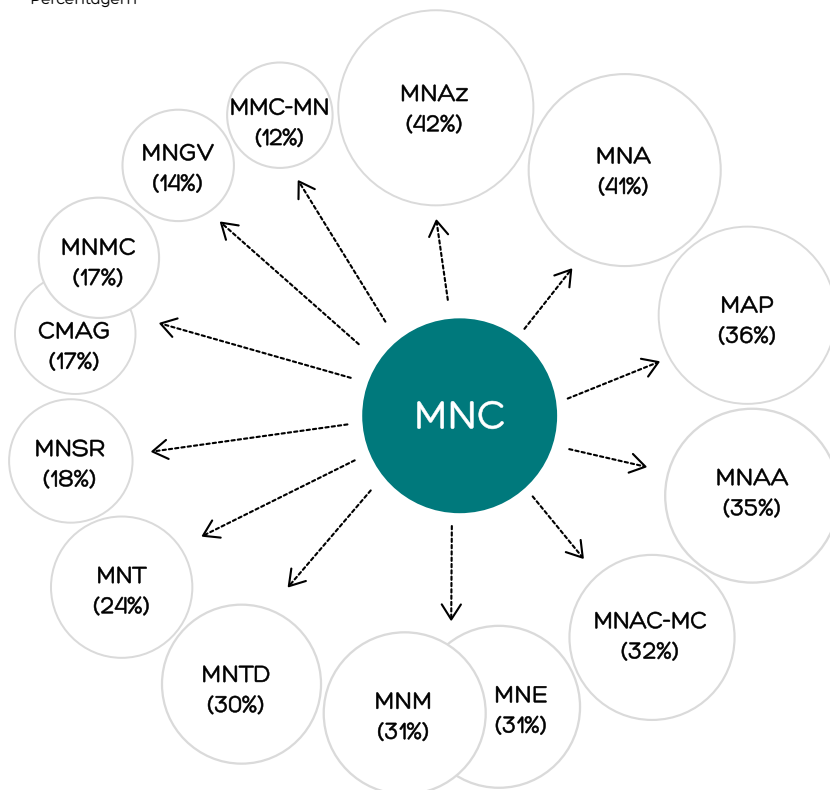 Percentagem
MNAz
(42%)
MNA
(41%)
MAP
(36%)
MNAA
(35%)
MNAC-MC
(32%)
MNE
(31%)
MNM
(31%)
MNTD
(30%)
MNT
(24%)
MNSR
(18%)
CMAG
(17%)
MNMC
(17%)
MNGV
(14%)
MMC-MN
(12%)
MNC